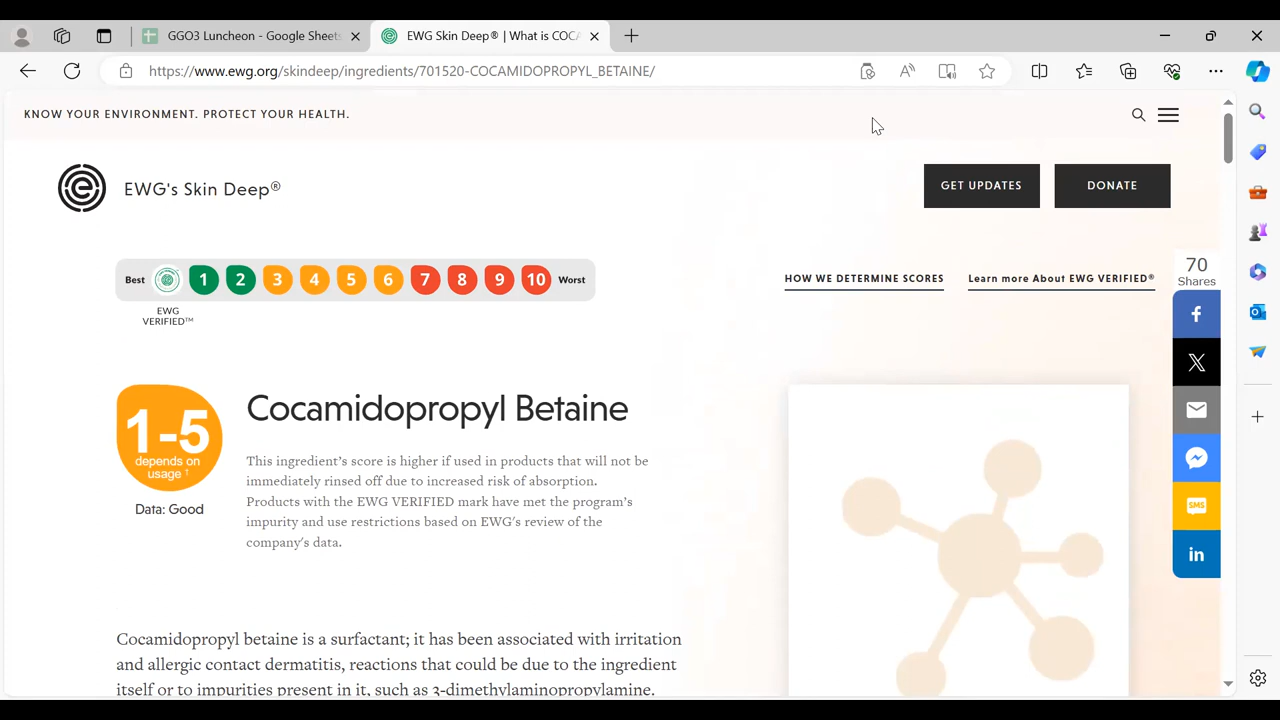 GGO3 Luncheon - Google Sheets
EWG Skin Deep® | What is COCA
https://www.ewg.org/skindeep/ingredients/701520-COCAMIDOPROPYL_BETAINE/
KNOW YOUR ENVIRONMENT. PROTECT YOUR HEALTH.
EWG's Skin Deep®
GET UPDATES
DONATE
Best
1 2 3 4 5 6 7 8 9 10
Worst
EWG
VERIFIED™
HOW WE DETERMINE SCORES
Learn more About EWG VERIFIED®
70
Shares
1-5
depends on
usage 1
Data: Good
Cocamidopropyl Betaine
This ingredient's score is higher if used in products that will not be
immediately rinsed off due to increased risk of absorption.
Products with the EWG VERIFIED mark have met the program's
impurity and use restrictions based on EWG's review of the
company's data.
SMS
Cocamidopropyl betaine is a surfactant; it has been associated with irritation
and allergic contact dermatitis, reactions that could be due to the ingredient
itself or to impurities present in it, such as 3-dimethylaminopropylamine.